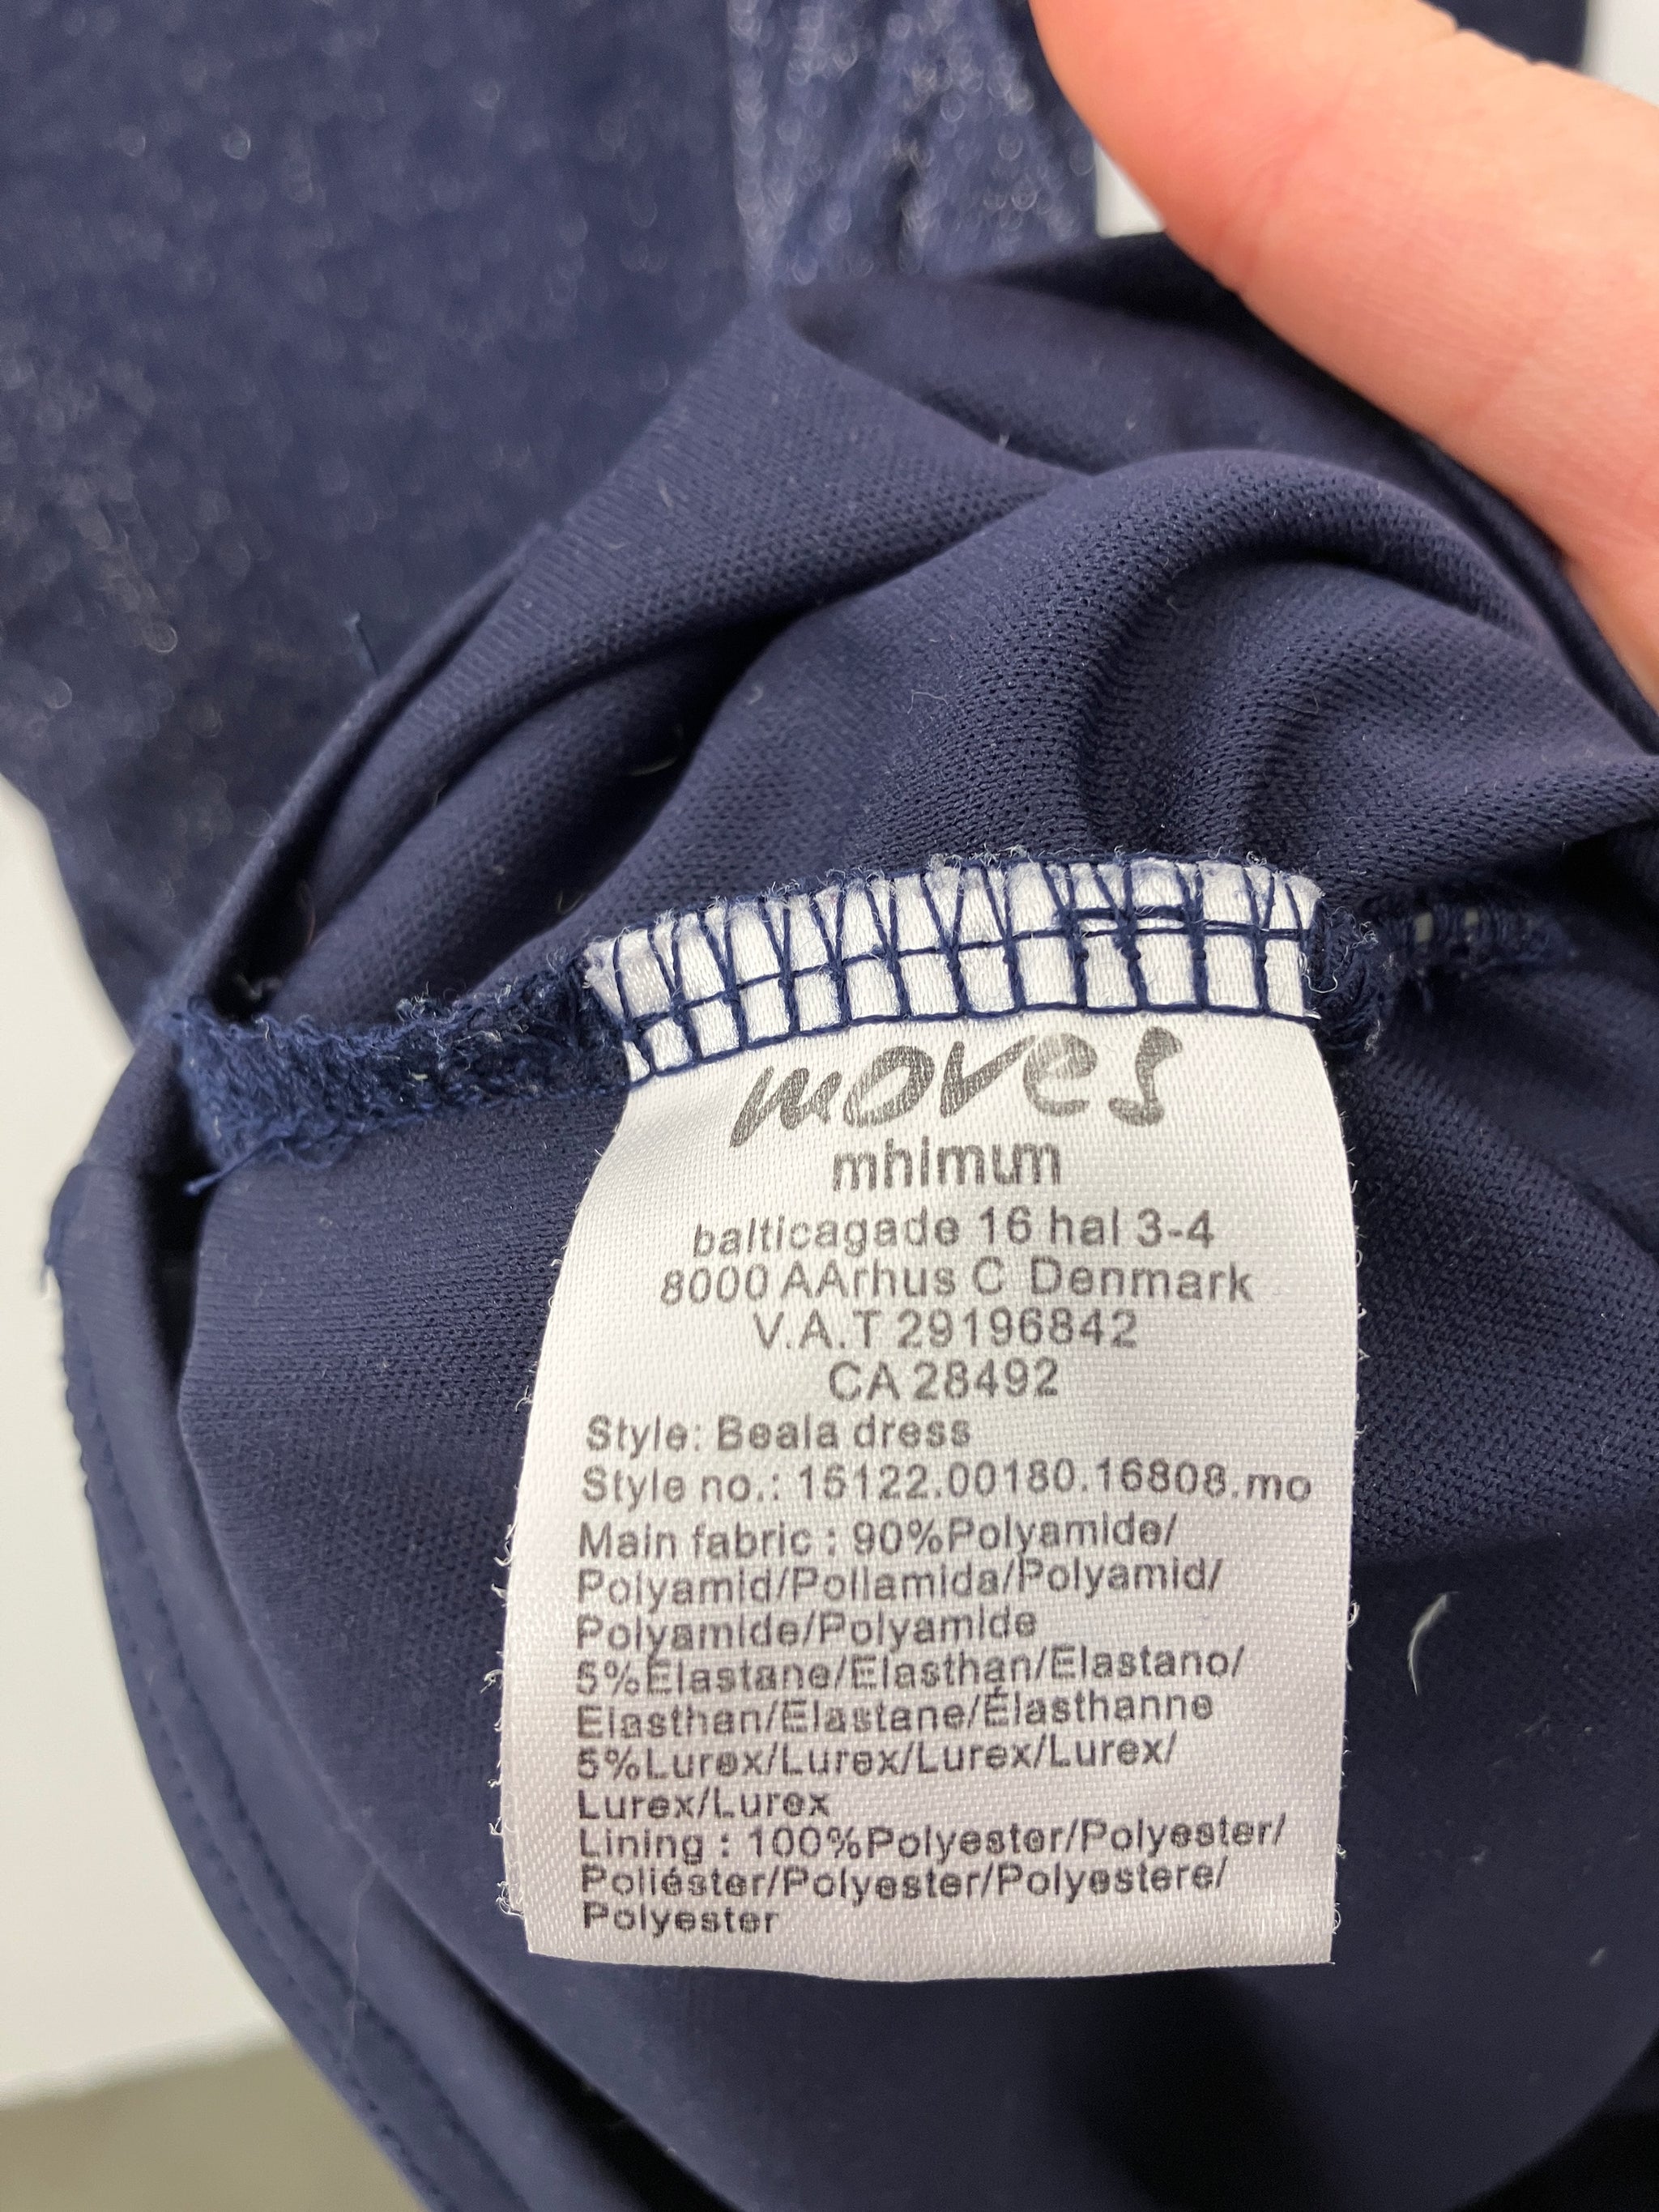 moves
mhimum
balticagade 16 hal 3-4
8000 AArhus C Denmark
V.A.T 29196842
CA 28492
Style: Beala dress
Style no.: 15122.00180.16808.mo
Main fabric : 90%Polyamide/
Polyamid/Poliamida/Polyamid/
Polyamide/Polyamide
5%Elastane/Elasthan/Elastano/
Elasthan/Elastane/Élasthanne
5%Lurex/Lurex/Lurex/Lurex/
Lurex/Lurex
Lining : 100%Polyester/Polyester/
Poliéster/Polyester/Polyestere/
Polyester